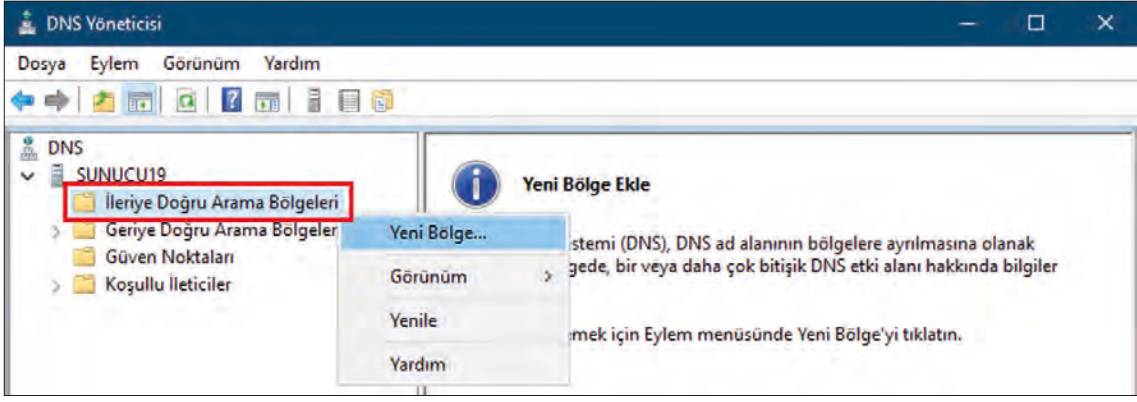 DNS Yöneticisi
Dosya Eylem Görünüm Yardım
DNS
SUNUCU19
İleriye Doğru Arama Bölgeleri
Geriye Doğru Arama Bölgeler
Güven Noktaları
Koşullu İleticiler
Yeni Bölge...
Görünüm
Yenile
Yardım
Yeni Bölge Ekle
stemi (DNS), DNS ad alanının bölgelere ayrılmasına olanak
gede, bir veya daha çok bitişik DNS etki alanı hakkında bilgiler
emek için Eylem menüsünde Yeni Bölge'yi tıklatın.